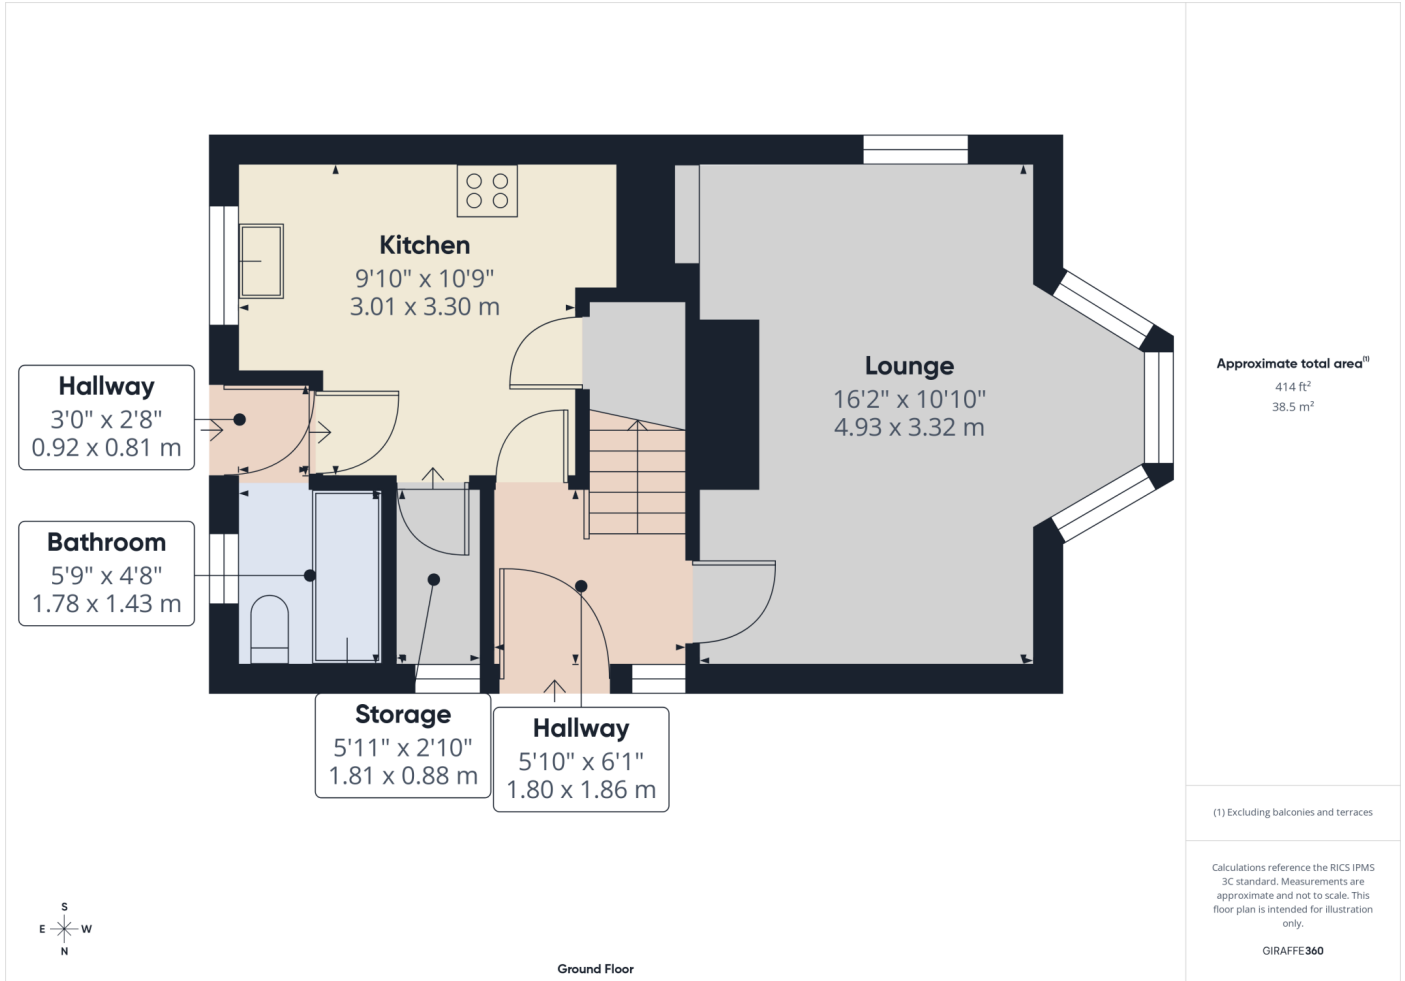 Kitchen
9'10" x 10'9"
3.01 x 3.30 m
Lounge
16'2" x 10'10"
4.93 x 3.32 m
Hallway
3'0" x 2'8"
0.92 x 0.81 m
Bathroom
5'9" x 4'8"
1.78 x 1.43 m
Storage
5'11" x 2'10"
1.81 x 0.88 m
Hallway
5'10" x 6'1"
1.80 x 1.86 m
S
E W
N
Ground Floor
Approximate total area(1)
414 ft²
38.5 m²
(1) Excluding balconies and terraces
Calculations reference the RICS IPMS
3C standard. Measurements are
approximate and not to scale. This
floor plan is intended for illustration
only.
GIRAFFE360